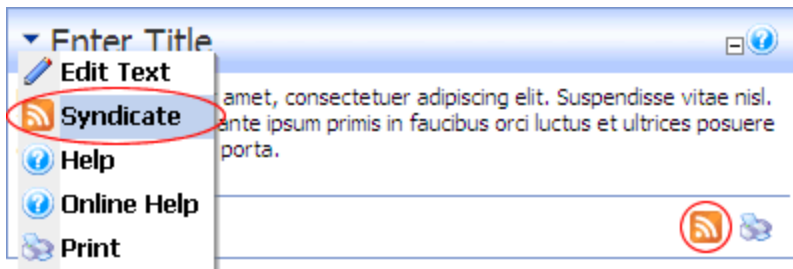 Enter Title
Edit Text
amet, consectetuer adipiscing elit. Suspendisse vitae nisl.
Syndicate
ante ipsum primis in faucibus orci luctus et ultrices posuere
Help
porta.
Online Help
Print